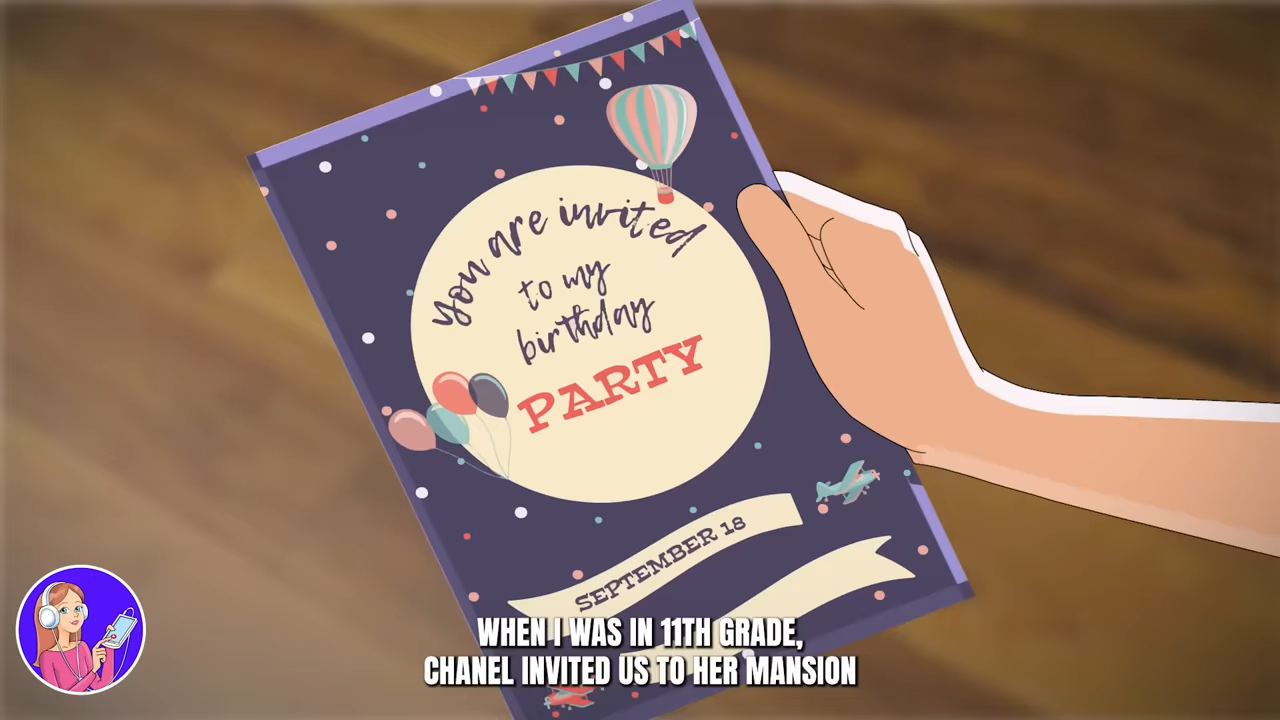 you are invited
to my
birthday
PARTY
SEPTEMBER 18
WHEN I WAS IN 11TH GRADE,
CHANEL INVITED US TO HER MANSION